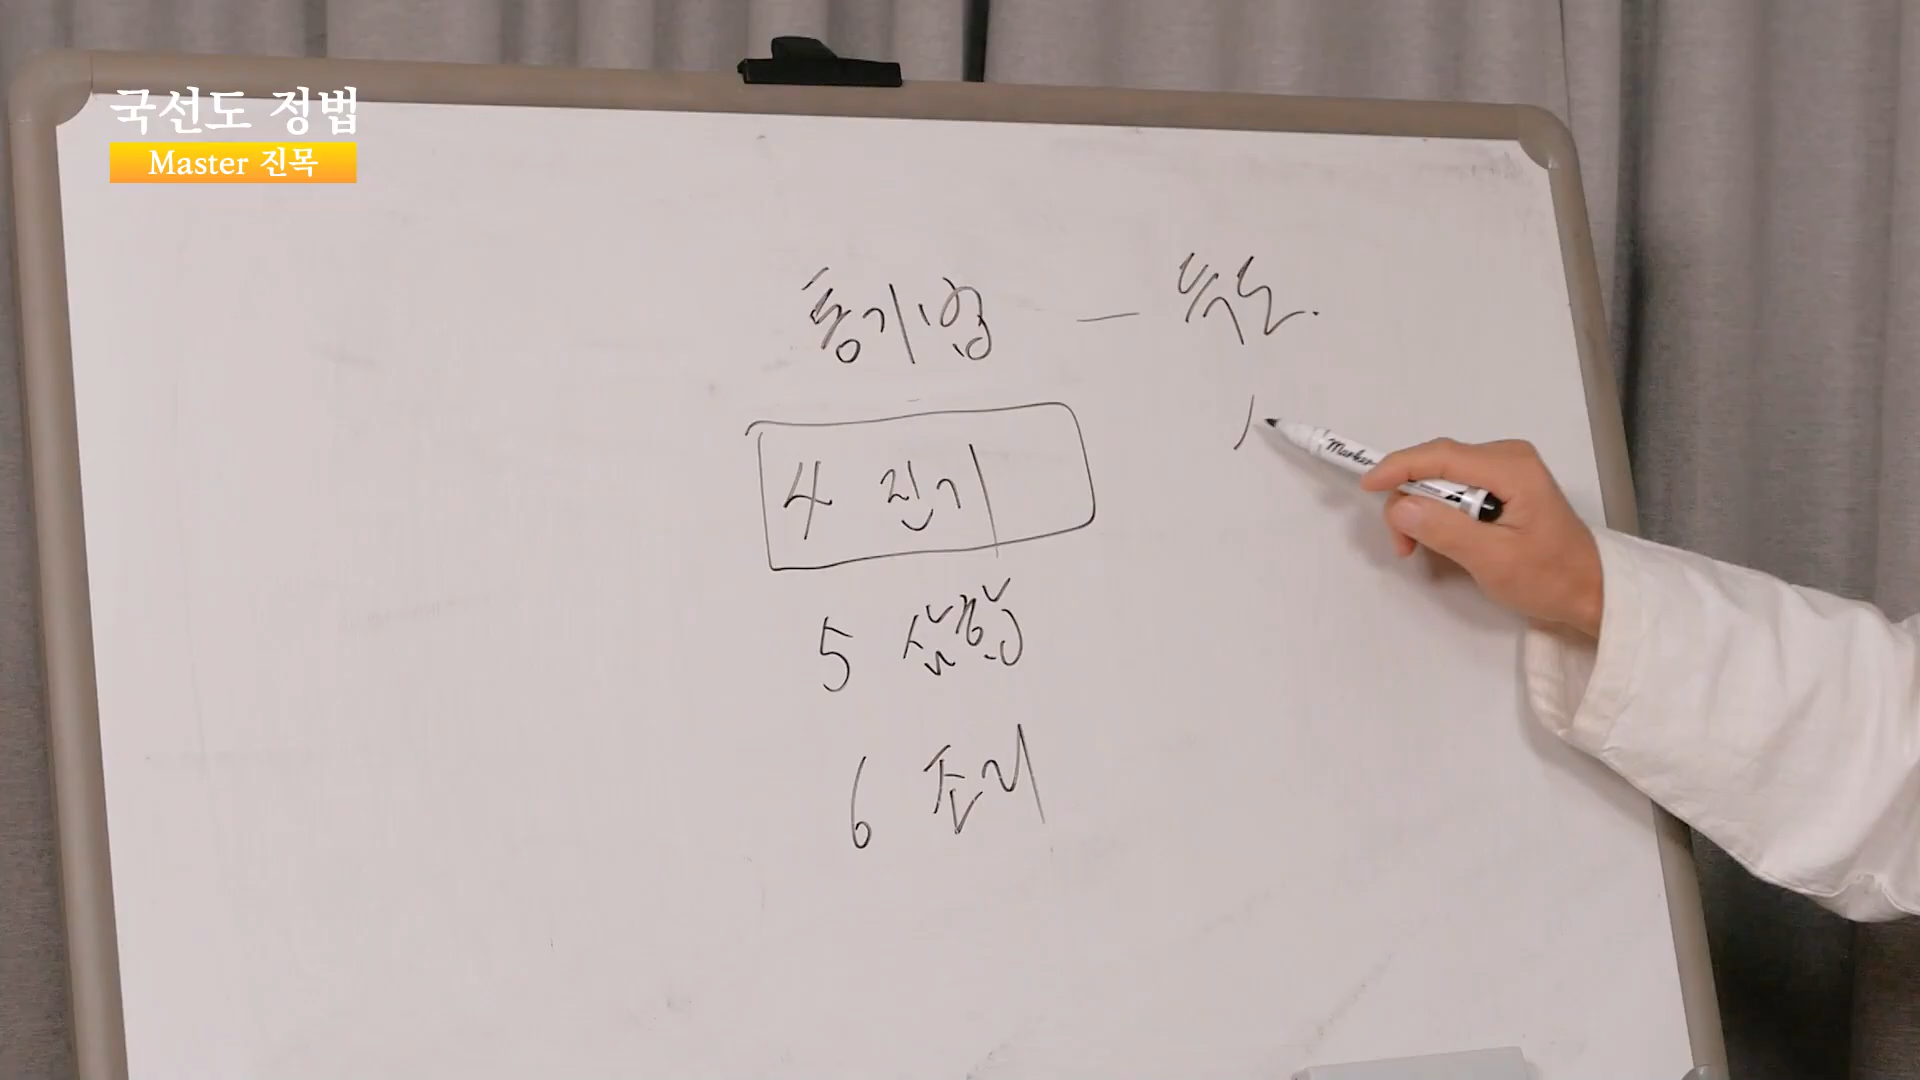 국선도 정법
Master 진목
통기법 — 독도.
4 진기
5 삼합
6 조리
Marker